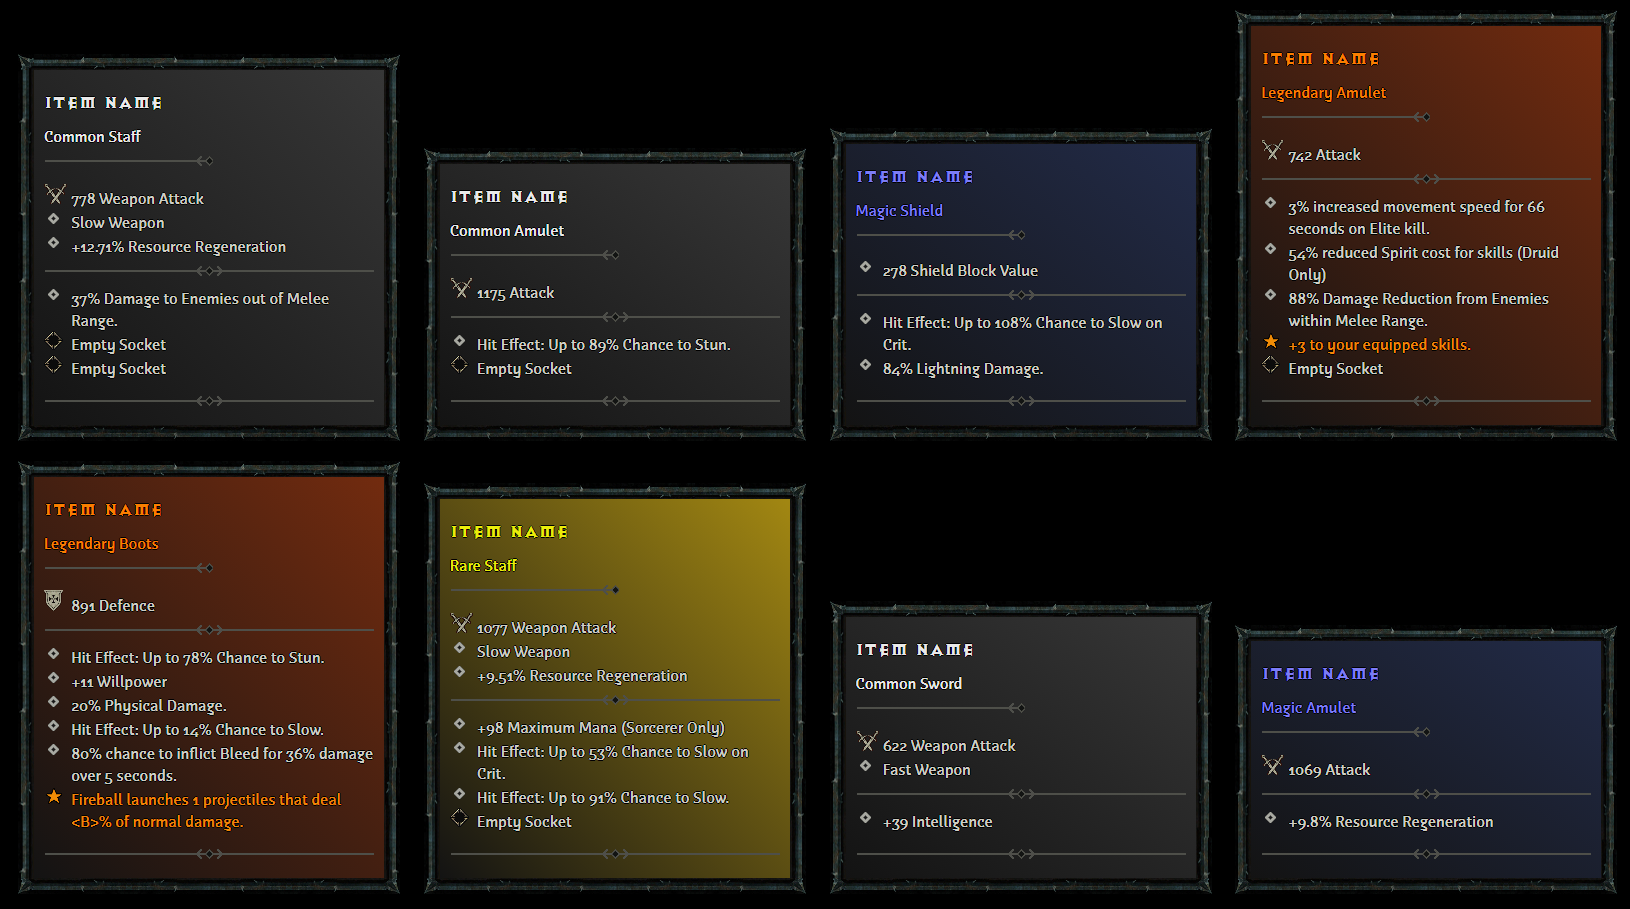 ITEM NAME
Common Staff
778 Weapon Attack
Slow Weapon
+12.71% Resource Regeneration
37% Damage to Enemies out of Melee
Range.
Empty Socket
Empty Socket
ITEM NAME
Common Amulet
1175 Attack
Hit Effect: Up to 89% Chance to Stun.
Empty Socket
ITEM NAME
Magic Shield
278 Shield Block Value
Hit Effect: Up to 108% Chance to Slow on
Crit.
84% Lightning Damage.
ITEM NAME
Legendary Amulet
742 Attack
3% increased movement speed for 66
seconds on Elite kill.
54% reduced Spirit cost for skills (Druid
Only)
88% Damage Reduction from Enemies
within Melee Range.
+3 to your equipped skills.
Empty Socket
ITEM NAME
Legendary Boots
891 Defence
Hit Effect: Up to 78% Chance to Stun.
+11 Willpower
20% Physical Damage.
Hit Effect: Up to 14% Chance to Slow.
80% chance to inflict Bleed for 36% damage
over 5 seconds.
Fireball launches 1 projectiles that deal
<B>% of normal damage.
ITEM NAME
Rare Staff
1077 Weapon Attack
Slow Weapon
+9.51% Resource Regeneration
+98 Maximum Mana (Sorcerer Only)
Hit Effect: Up to 53% Chance to Slow on
Crit.
Hit Effect: Up to 91% Chance to Slow.
Empty Socket
ITEM NAME
Common Sword
622 Weapon Attack
Fast Weapon
+39 Intelligence
ITEM NAME
Magic Amulet
1069 Attack
+9.8% Resource Regeneration